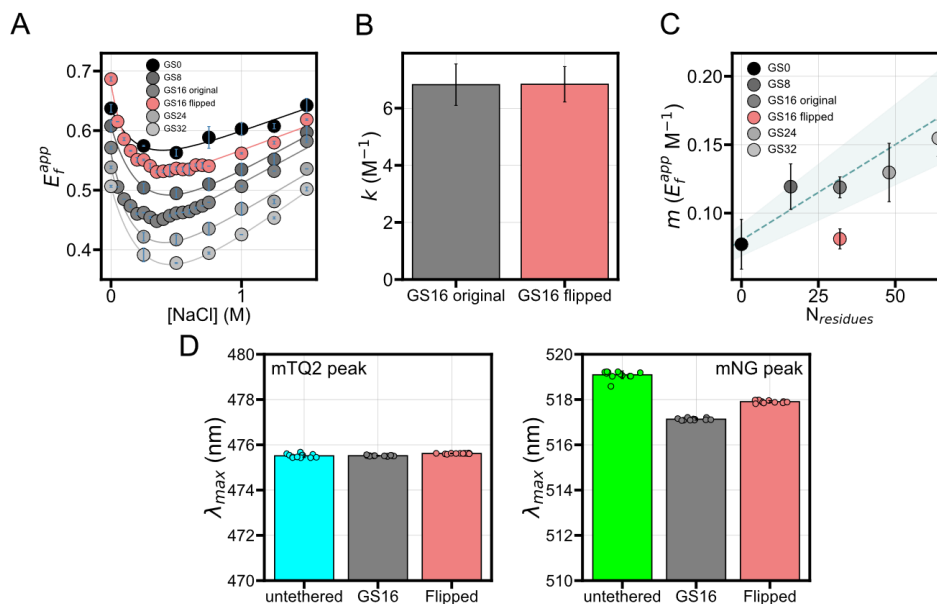 A
E_f^app
0.7
0.6
0.5
0.4
GS0
GS8
GS16 original
GS16 flipped
GS24
GS32
0
1
[NaCl] (M)
B
k (M⁻¹)
6
4
2
0
GS16 original
GS16 flipped
C
m (E_f^app M⁻¹)
0.20
0.15
0.10
GS0
GS8
GS16 original
GS16 flipped
GS24
GS32
0
25
50
N_residues
D
λ_max (nm)
480
478
476
474
472
470
mTQ2 peak
untethered
GS16
Flipped
λ_max (nm)
520
518
516
514
512
510
mNG peak
untethered
GS16
Flipped